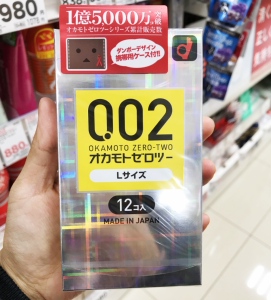 980
1億5000万個突破
オカモトゼロツーシリーズ累計販売数
ダンボーデザイン
携帯用ケース付!!
0.02
OKAMOTO ZERO-TWO
オカモトゼロツー
Lサイズ
12コ入
MADE IN JAPAN
880